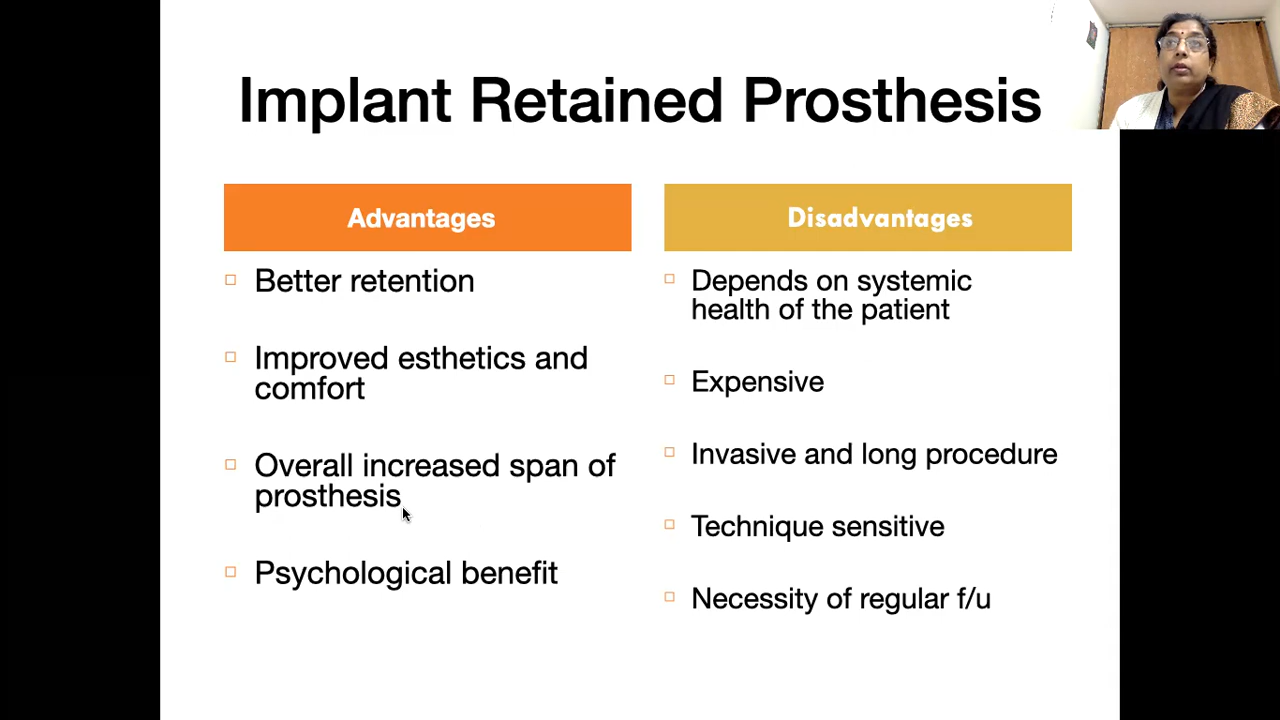 Implant Retained Prosthesis
Advantages
Better retention
Improved esthetics and
comfort
Overall increased span of
prosthesis
Psychological benefit
Disadvantages
Depends on systemic
health of the patient
Expensive
Invasive and long procedure
Technique sensitive
Necessity of regular f/u